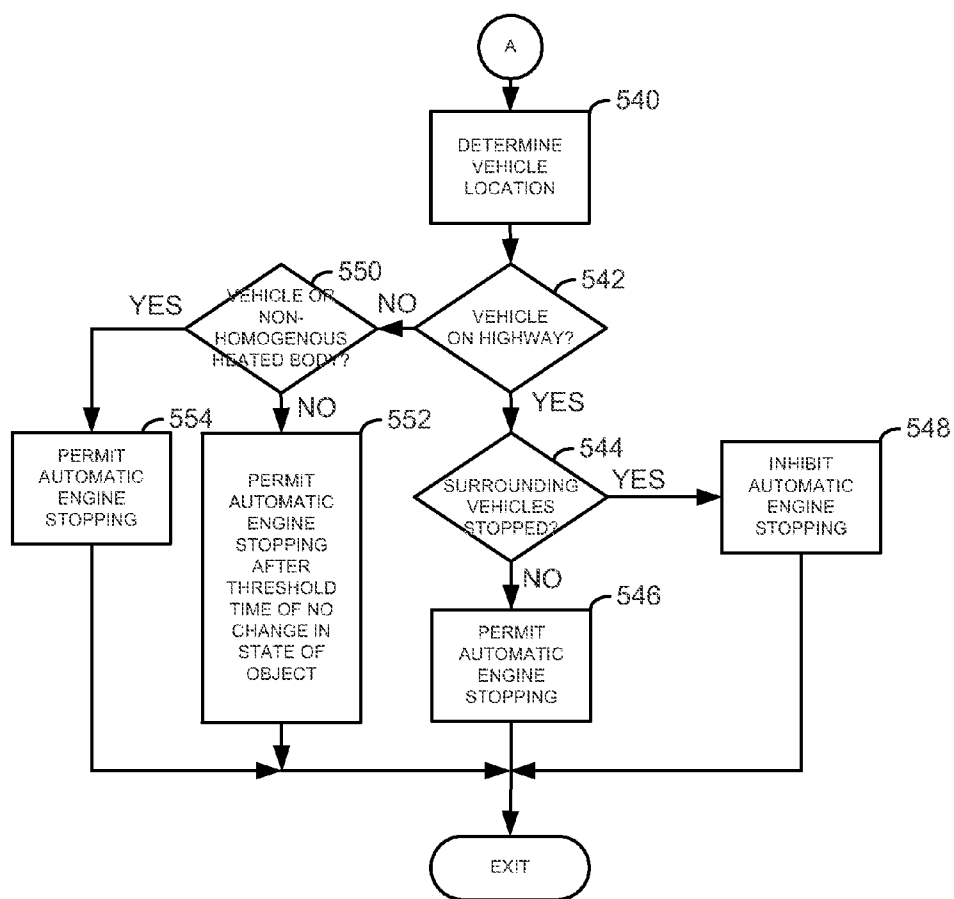 A
540
DETERMINE
VEHICLE
LOCATION
550
542
YES
VEHICLE OR
NON-
HOMOGENOUS
HEATED BODY?
NO
VEHICLE
ON HIGHWAY?
NO
YES
554
552
544
548
PERMIT
AUTOMATIC
ENGINE
STOPPING
PERMIT
AUTOMATIC
ENGINE
STOPPING
AFTER
THRESHOLD
TIME OF NO
CHANGE IN
STATE OF
OBJECT
SURROUNDING
VEHICLES
STOPPED?
YES
INHIBIT
AUTOMATIC
ENGINE
STOPPING
NO
546
PERMIT
AUTOMATIC
ENGINE
STOPPING
EXIT